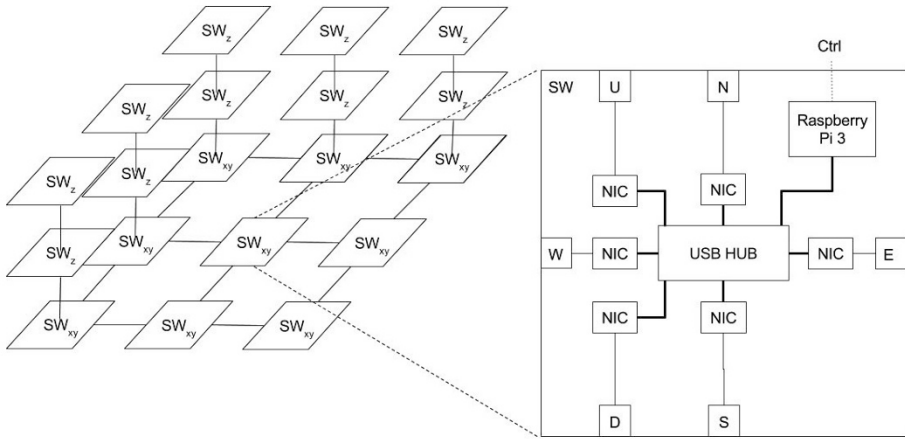 SWz SWz SWz
SWz SWz SWz SWz
SWz SWz SWxy SWxy SWxy
SWz SWxy SWxy SWxy
SWxy SWxy SWxy
Ctrl
SW U N
Raspberry
Pi 3
NIC NIC
W NIC USB HUB NIC E
NIC NIC
D S